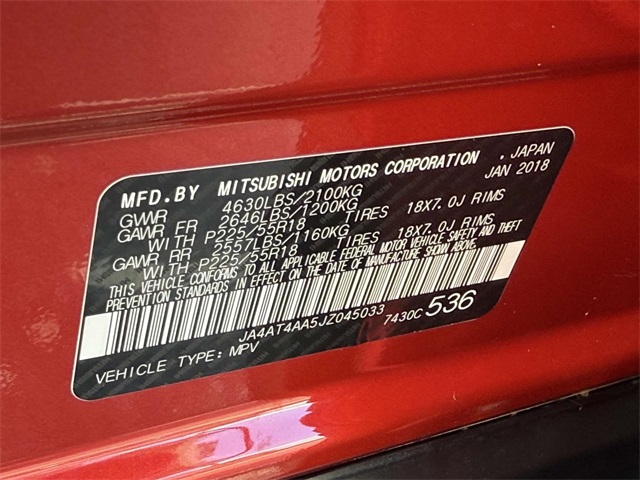 MFD.BY MITSUBISHI MOTORS CORPORATION , JAPAN
GVWR 4630LBS/2100KG JAN 2018
GAWR FR 2646LBS/1200KG
WITH P225/55R18 TIRES 18X7.0J RIMS
GAWR RR 2557LBS/1160KG
WITH P225/55R18 TIRES 18X7.0J RIMS
THIS VEHICLE CONFORMS TO ALL APPLICABLE FEDERAL MOTOR VEHICLE SAFETY AND
THEFT PREVENTION STANDARDS IN EFFECT ON THE DATE OF MANUFACTURE SHOWN ABOVE.
JA4AT4AA5JZ045033 7430C 536
VEHICLE TYPE: MPV